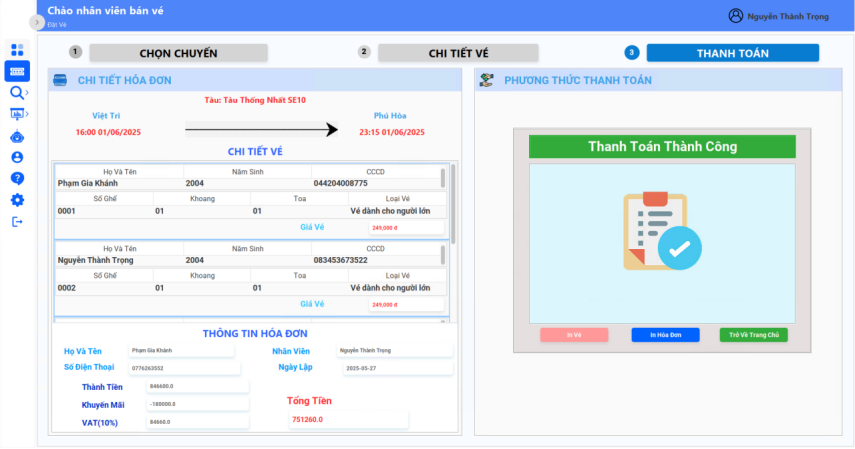 Chào nhân viên bán vé
Đặt Vé
Nguyễn Thành Trọng
1 CHỌN CHUYẾN
2 CHI TIẾT VÉ
3 THANH TOÁN
CHI TIẾT HÓA ĐƠN
Tàu: Tàu Thống Nhất SE10
Việt Trì Phú Hòa
16:00 01/06/2025 23:15 01/06/2025
CHI TIẾT VÉ
Họ Và Tên Năm Sinh CCCD
Phạm Gia Khánh 2004 044204008775
Số Ghế Khoang Toa Loại Vé
0001 01 01 Vé dành cho người lớn
Giá Vé 249,000 đ
Họ Và Tên Năm Sinh CCCD
Nguyễn Thành Trọng 2004 083453673522
Số Ghế Khoang Toa Loại Vé
0002 01 01 Vé dành cho người lớn
Giá Vé 249,000 đ
THÔNG TIN HÓA ĐƠN
Họ Và Tên Phạm Gia Khánh Nhân Viên Nguyễn Thành Trọng
Số Điện Thoại 0776263552 Ngày Lập 2025-05-27
Thành Tiền 846600.0
Khuyến Mãi -180000.0
VAT(10%) 84660.0
Tổng Tiền
751260.0
PHƯƠNG THỨC THANH TOÁN
Thanh Toán Thành Công
In Vé In Hóa Đơn Trở Về Trang Chủ